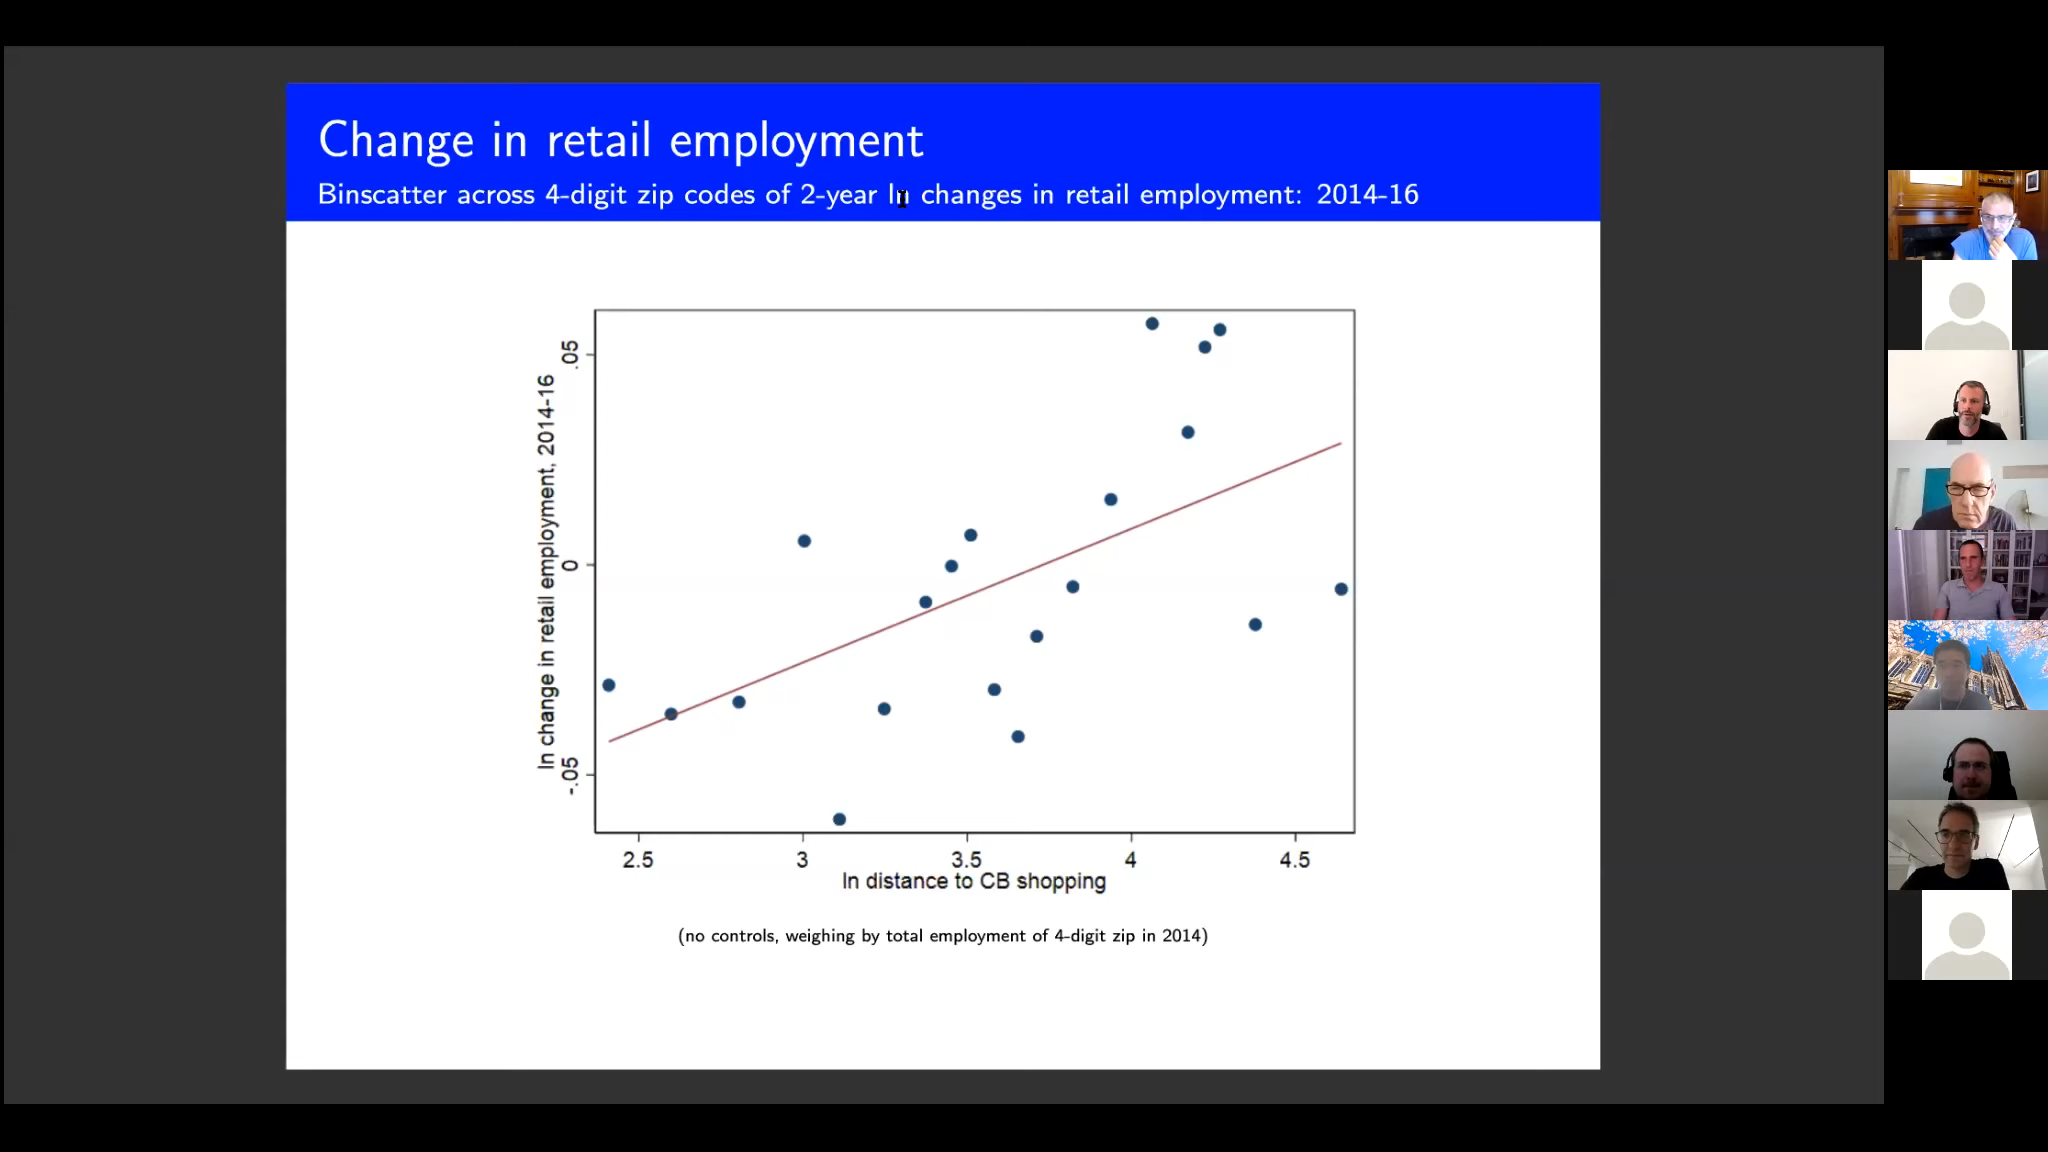 Change in retail employment
Binscatter across 4-digit zip codes of 2-year ln changes in retail employment: 2014-16
ln change in retail employment, 2014-16
.05
0
-.05
2.5 3 3.5 4 4.5
ln distance to CB shopping
(no controls, weighing by total employment of 4-digit zip in 2014)